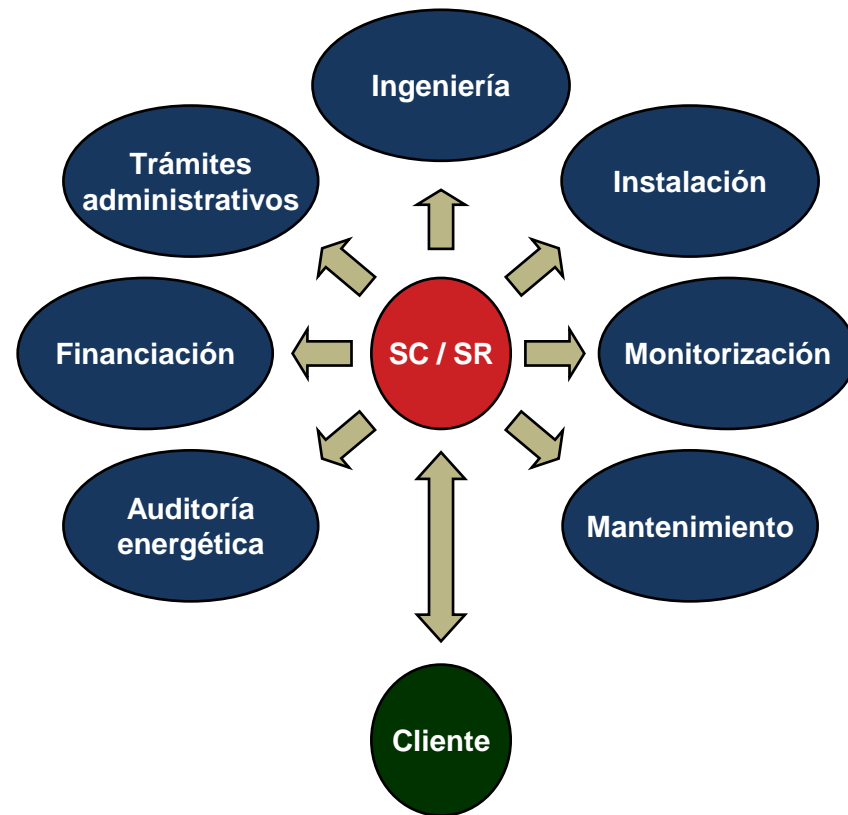 Ingeniería
Trámites
administrativos
Instalación
Financiación
SC / SR
Monitorización
Auditoría
energética
Mantenimiento
Cliente